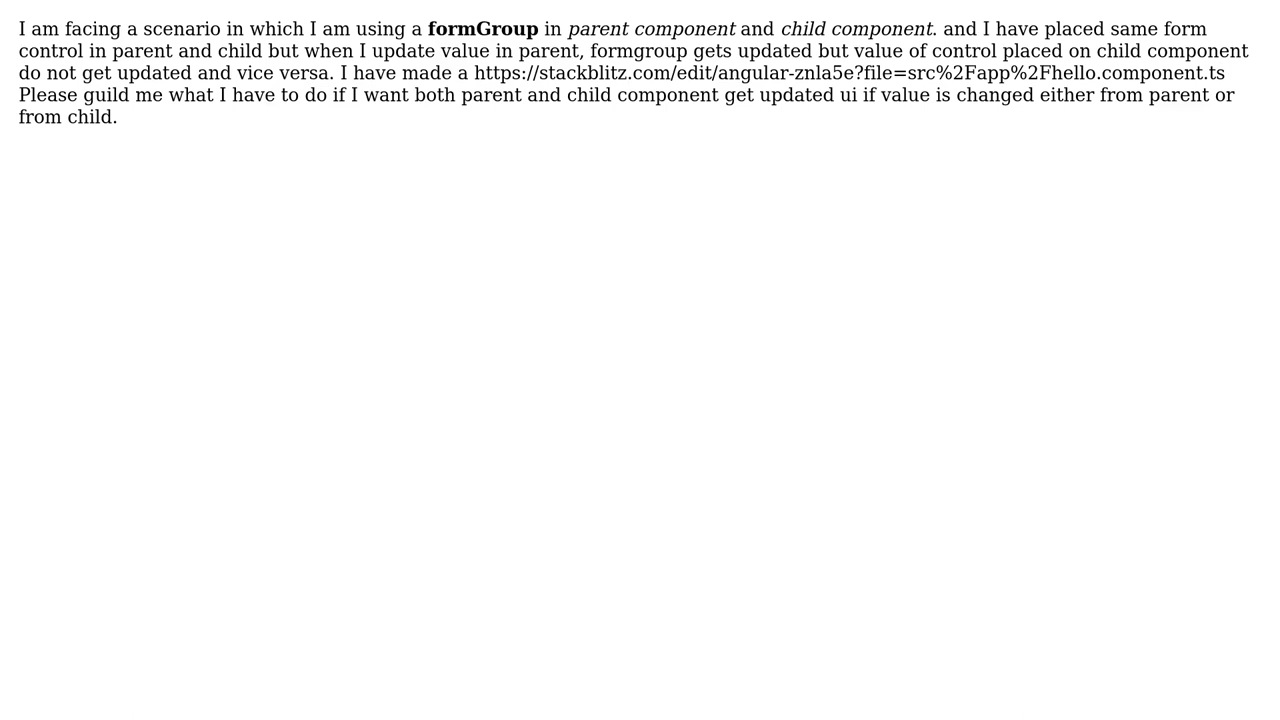 I am facing a scenario in which I am using a formGroup in parent component and child component. and I have placed same form
control in parent and child but when I update value in parent, formgroup gets updated but value of control placed on child component
do not get updated and vice versa. I have made a https://stackblitz.com/edit/angular-znla5e?file=src%2Fapp%2Fhello.component.ts
Please guild me what I have to do if I want both parent and child component get updated ui if value is changed either from parent or
from child.